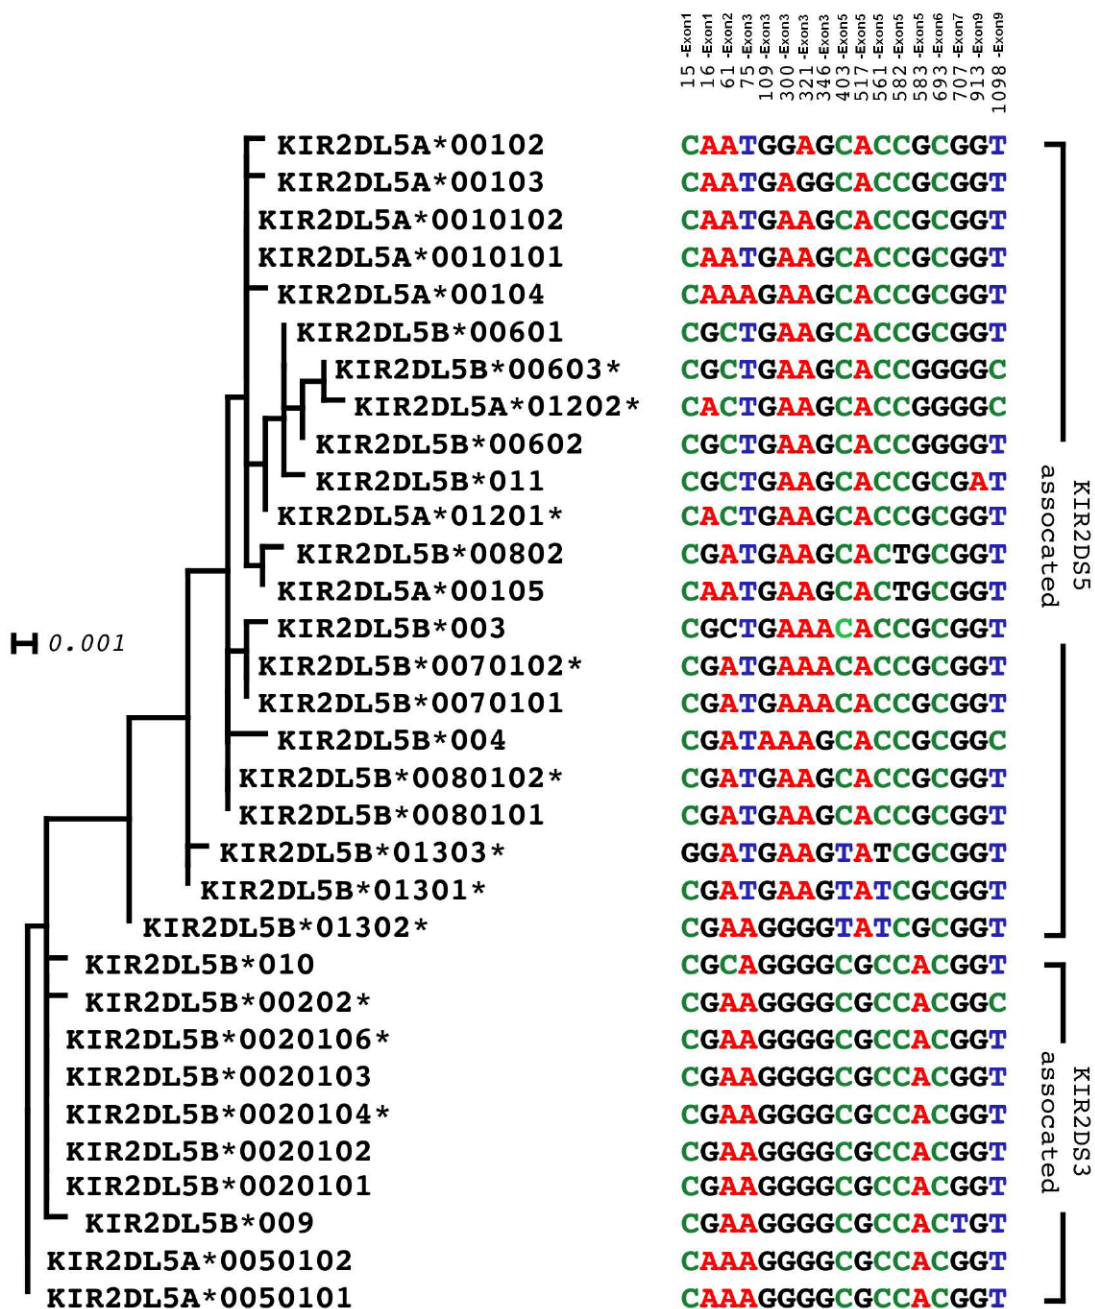 15 -Exon1
16 -Exon1
61 -Exon2
75 -Exon3
109 -Exon3
300 -Exon3
321 -Exon3
346 -Exon3
403 -Exon5
517 -Exon5
561 -Exon5
582 -Exon5
583 -Exon5
693 -Exon6
707 -Exon7
913 -Exon9
1098 -Exon9
KIR2DL5A*00102 CAATGGAGCACCGCGGT
KIR2DL5A*00103 CAATGAGGCACCGCGGT
KIR2DL5A*0010102 CAATGAAGCACCGCGGT
KIR2DL5A*0010101 CAATGAAGCACCGCGGT
KIR2DL5A*00104 CAAAGAAGCACCGCGGT
KIR2DL5B*00601 CGCTGAAGCACCGCGGT
KIR2DL5B*00603* CGCTGAAGCACCGGGGC
KIR2DL5A*01202* CACTGAAGCACCGGGGC
KIR2DL5B*00602 CGCTGAAGCACCGGGGT
KIR2DL5B*011 CGCTGAAGCACCGCGAT
KIR2DL5A*01201* CACTGAAGCACCGCGGT
KIR2DL5B*00802 CGATGAAGCACTGCGGT
KIR2DL5A*00105 CAATGAAGCACTGCGGT
KIR2DL5B*003 CGCTGAAACACCGCGGT
KIR2DL5B*0070102* CGATGAAACACCGCGGT
KIR2DL5B*0070101 CGATGAAACACCGCGGT
KIR2DL5B*004 CGATAAAGCACCGCGGC
KIR2DL5B*0080102* CGATGAAGCACCGCGGT
KIR2DL5B*0080101 CGATGAAGCACCGCGGT
KIR2DL5B*01303* GGATGAAGTATCGCGGT
KIR2DL5B*01301* CGATGAAGTATCGCGGT
KIR2DL5B*01302* CGAAGGGGTATCGCGGT
KIR2DL5B*010 CGCAGGGGCGCCACGGT
KIR2DL5B*00202* CGAAGGGGCGCCACGGC
KIR2DL5B*0020106* CGAAGGGGCGCCACGGT
KIR2DL5B*0020103 CGAAGGGGCGCCACGGT
KIR2DL5B*0020104* CGAAGGGGCGCCACGGT
KIR2DL5B*0020102 CGAAGGGGCGCCACGGT
KIR2DL5B*0020101 CGAAGGGGCGCCACGGT
KIR2DL5B*009 CGAAGGGGCGCCACTGT
KIR2DL5A*0050102 CAAAGGGGCGCCACGGT
KIR2DL5A*0050101 CAAAGGGGCGCCACGGT
0.001
KIR2DS5
assocated
KIR2DS3
assocated